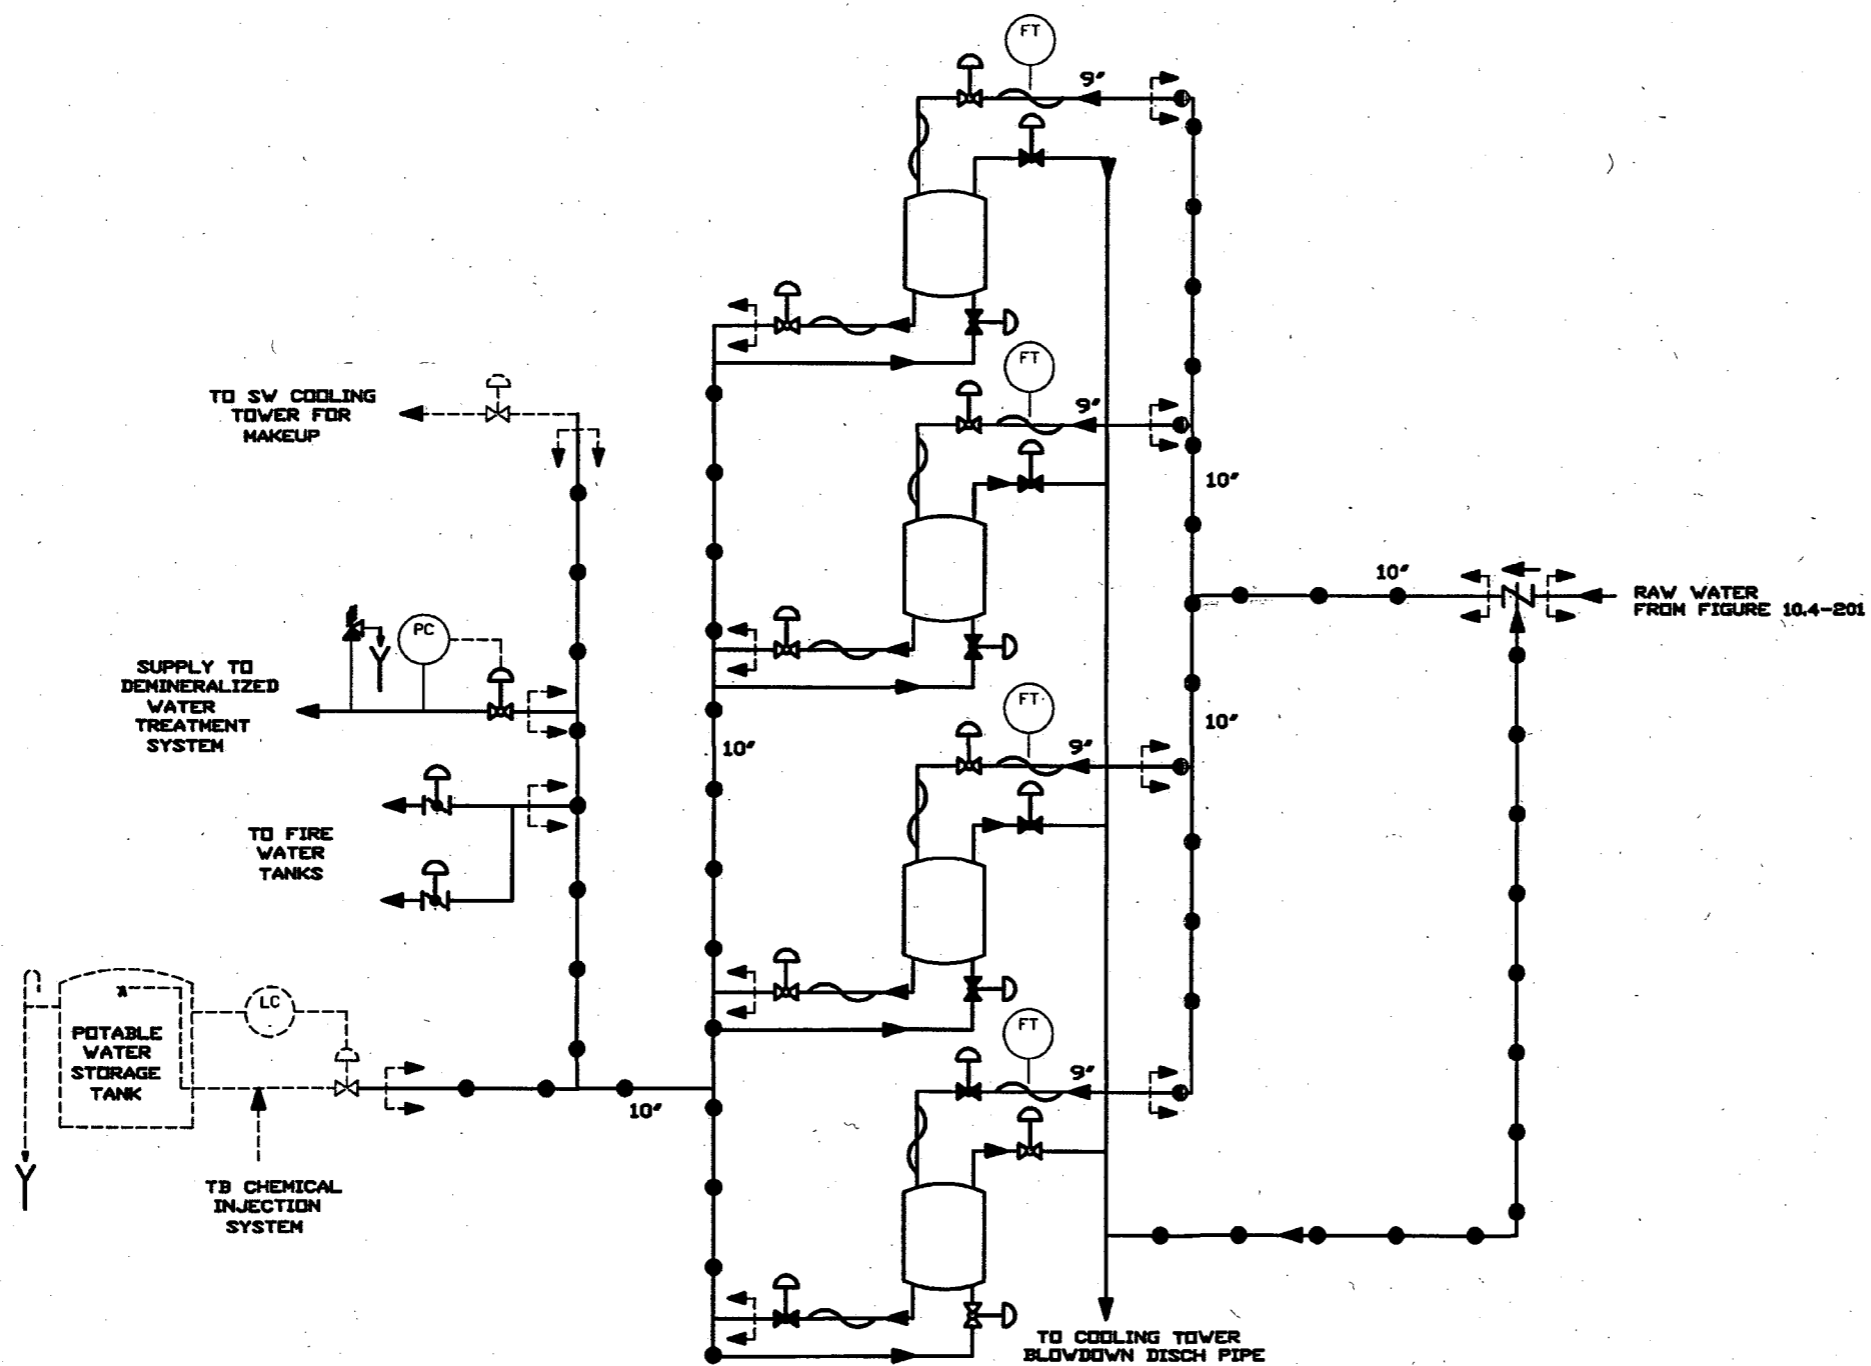 FT
9"
FT
TO SW COOLING
TOWER FOR
MAKEUP
9"
10"
10"
RAW WATER
FROM FIGURE 10.4-201
PC
SUPPLY TO
DEMINERALIZED
WATER
TREATMENT
SYSTEM
FT
10"
9"
10"
TO FIRE
WATER
TANKS
LC
POTABLE
WATER
STORAGE
TANK
FT
9"
10"
TB CHEMICAL
INJECTION
SYSTEM
TO COOLING TOWER
BLOWDOWN DISCH PIPE